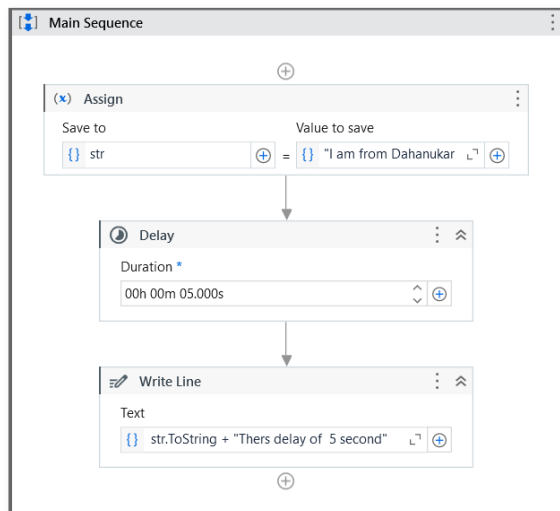 Main Sequence
(x) Assign
Save to
Value to save
{} str
= {} "I am from Dahanukar
Delay
Duration *
00h 00m 05.000s
Write Line
Text
{} str.ToString + "Thers delay of  5 second"